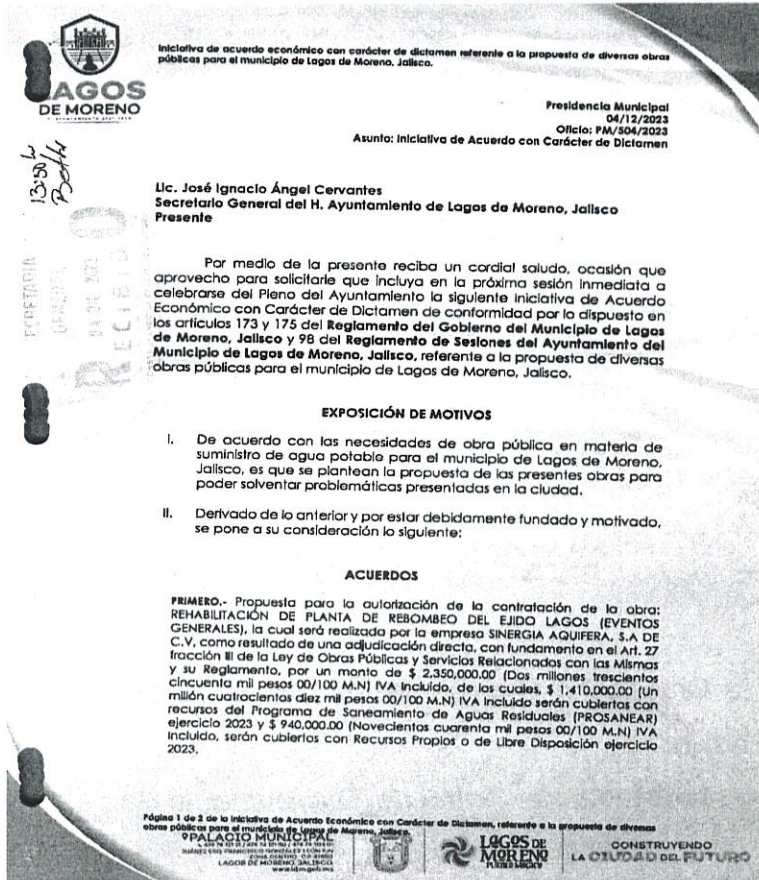 Iniciativa de acuerdo económico con carácter de dictamen referente a la propuesta de diversas obras
públicas para el municipio de Lagos de Moreno, Jalisco.
LAGOS
DE MORENO
Presidencia Municipal
04/12/2023
Oficio: PM/504/2023
Asunto: Iniciativa de Acuerdo con Carácter de Dictamen
13:50
Lic. José Ignacio Ángel Cervantes
Secretario General del H. Ayuntamiento de Lagos de Moreno, Jalisco
Presente
RECIBIDO
Por medio de la presente reciba un cordial saludo, ocasión que
aprovecho para solicitarle que incluya en la próxima sesión inmediata a
celebrarse del Pleno del Ayuntamiento la siguiente Iniciativa de Acuerdo
Económico con Carácter de Dictamen de conformidad por lo dispuesto en
los artículos 173 y 175 del Reglamento del Gobierno del Municipio de Lagos
de Moreno, Jalisco y 98 del Reglamento de Sesiones del Ayuntamiento del
Municipio de Lagos de Moreno, Jalisco, referente a la propuesta de diversas
obras públicas para el municipio de Lagos de Moreno, Jalisco.
EXPOSICIÓN DE MOTIVOS
I. De acuerdo con las necesidades de obra pública en materia de
suministro de agua potable para el municipio de Lagos de Moreno,
Jalisco, es que se plantean la propuesta de las presentes obras para
poder solventar problemáticas presentadas en la ciudad.
II. Derivado de lo anterior y por estar debidamente fundado y motivado,
se pone a su consideración lo siguiente:
ACUERDOS
PRIMERO.- Propuesta para la autorización de la contratación de la obra:
REHABILITACIÓN DE PLANTA DE REBOMBEO DEL EJIDO LAGOS (EVENTOS
GENERALES), la cual será realizada por la empresa SINERGIA AQUIFERA, S.A DE
C.V, como resultado de una adjudicación directa, con fundamento en el Art. 27
fracción III de la Ley de Obras Públicas y Servicios Relacionados con las Mismas
y su Reglamento, por un monto de $ 2,350,000.00 (Dos millones trescientos
cincuenta mil pesos 00/100 M.N) IVA Incluido, de los cuales, $ 1,410,000.00 (Un
millón cuatrocientos diez mil pesos 00/100 M.N) IVA Incluido serán cubiertos con
recursos del Programa de Saneamiento de Aguas Residuales (PROSANEAR)
ejercicio 2023 y $ 940,000.00 (Novecientos cuarenta mil pesos 00/100 M.N) IVA
Incluido, serán cubiertos con Recursos Propios o de Libre Disposición ejercicio
2023.
Página 1 de 2 de la Iniciativa de Acuerdo Económico con Carácter de Dictamen, referente a la propuesta de diversas
obras públicas para el municipio de Lagos de Moreno, Jalisco.
PALACIO MUNICIPAL
LAGOS DE MORENO, JALISCO
LAGOS DE
MORENO
PUEBLO MÁGICO
CONSTRUYENDO
LA CIUDAD DEL FUTURO